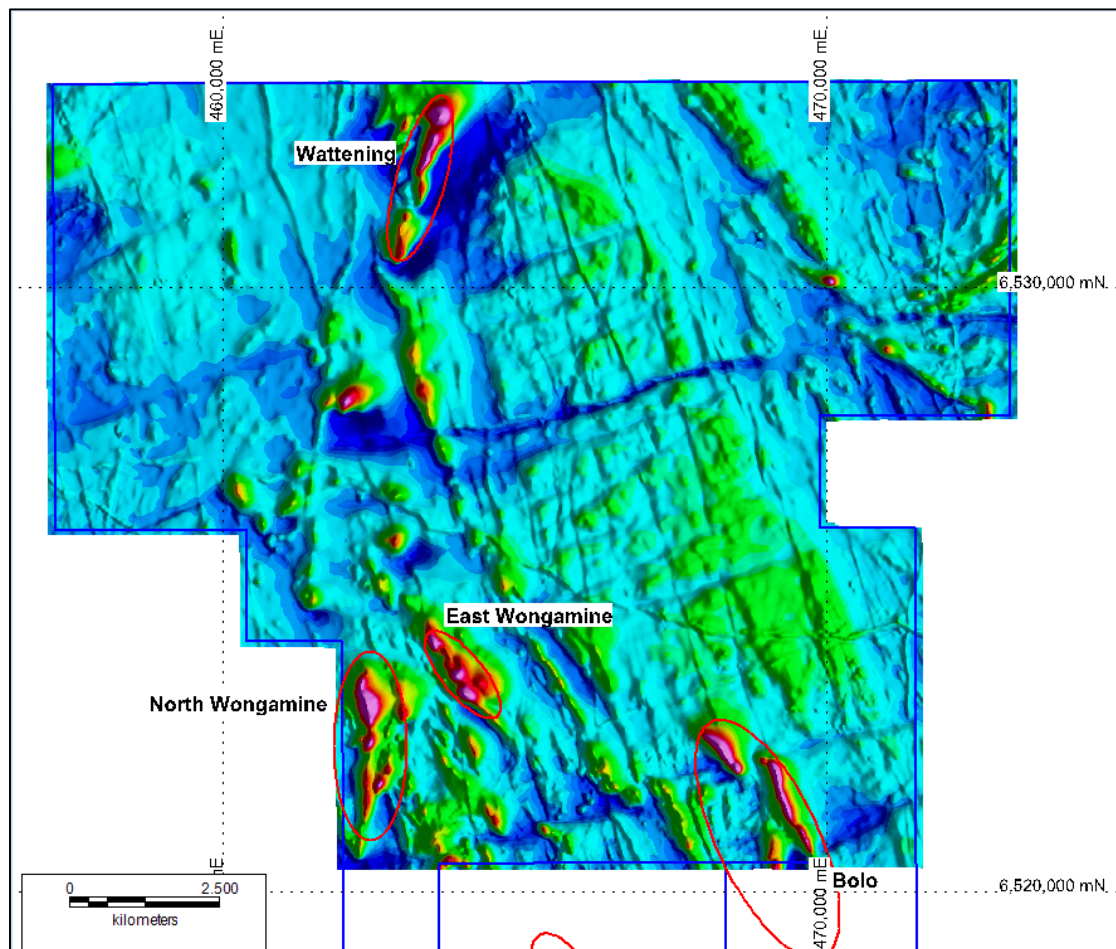 460,000 mE.
470,000 mE.
Wattening
6,530,000 mN.
East Wongamine
North Wongamine
Bolo
6,520,000 mN.
470,000 mE
E
0 2.500
kilometers